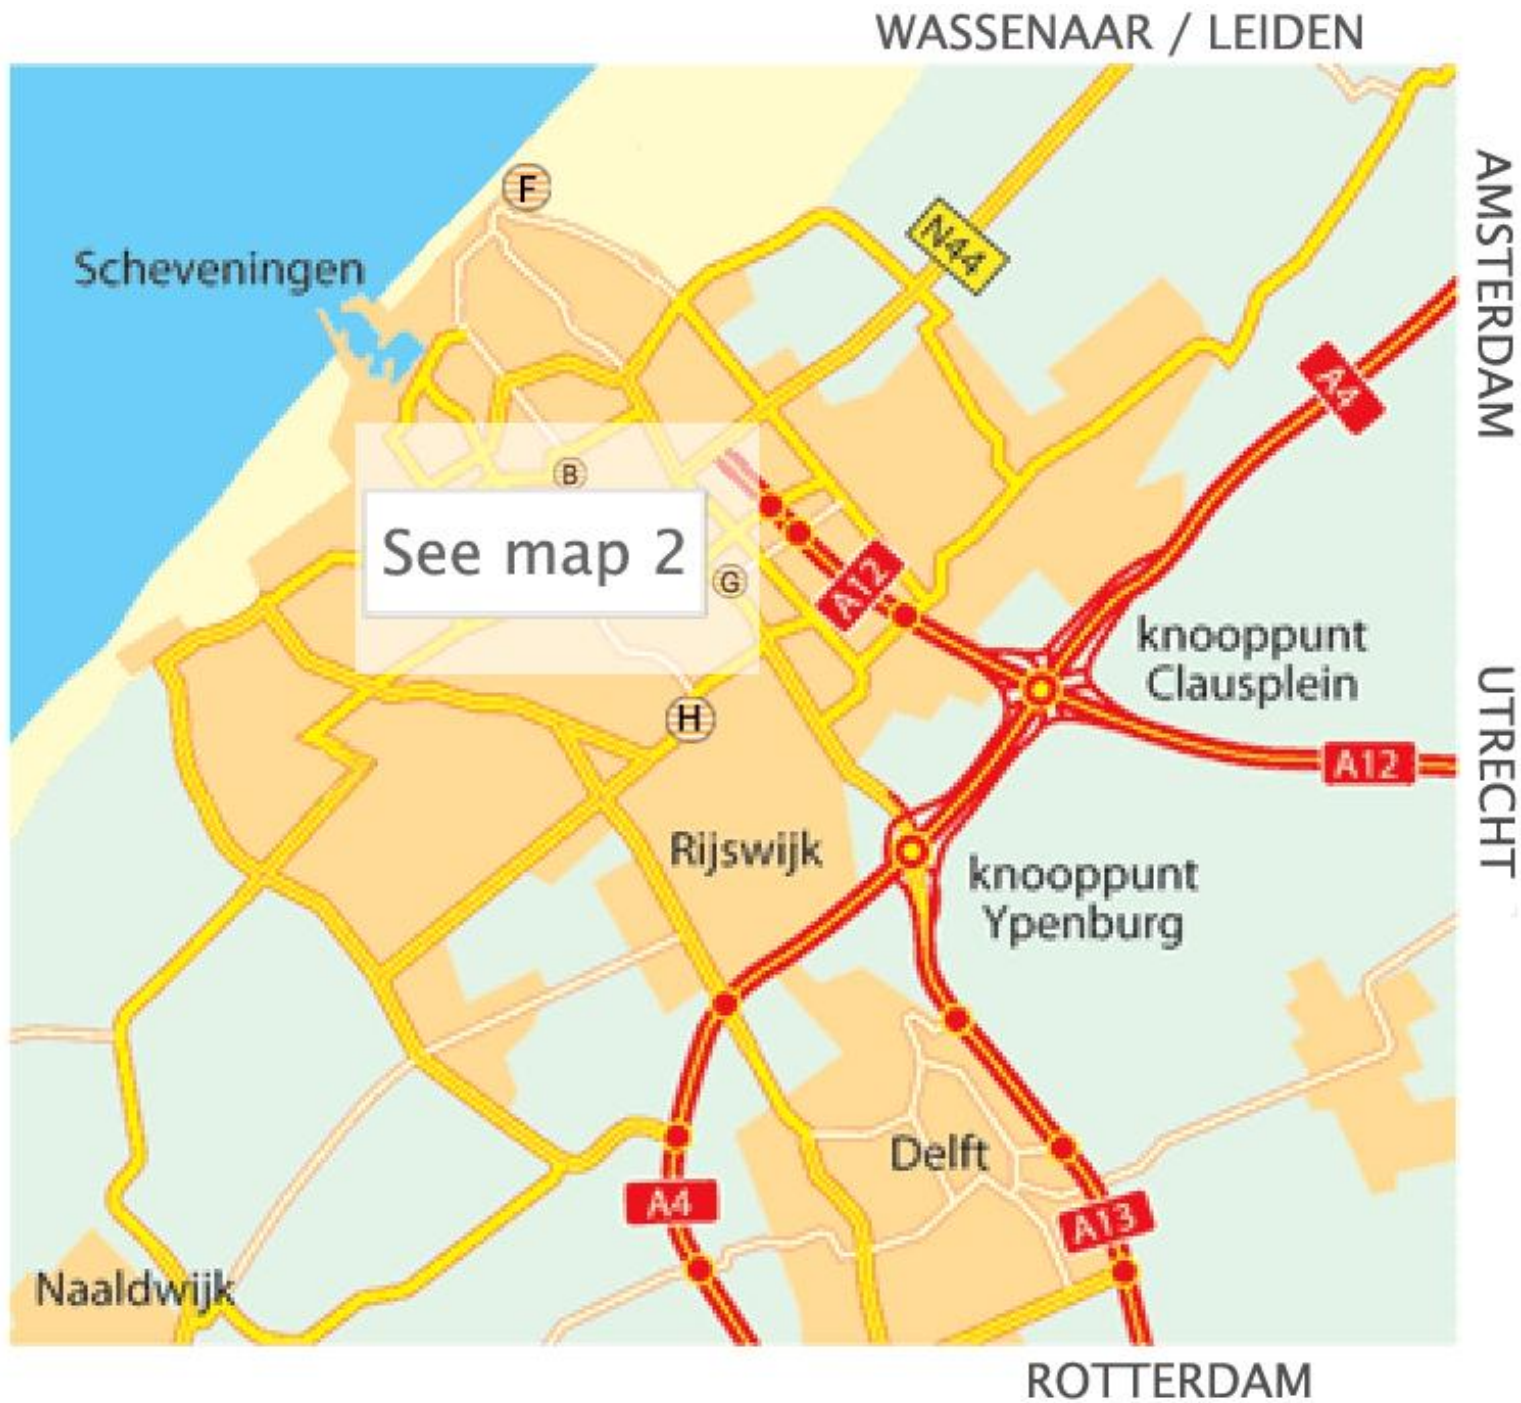 WASSENAAR / LEIDEN
F
N44
Scheveningen
AMSTERDAM
A4
B
See map 2
G
A12
knooppunt
Clausplein
H
A12
UTRECHT
Rijswijk
knooppunt
Ypenburg
Delft
A4
A13
Naaldwijk
ROTTERDAM